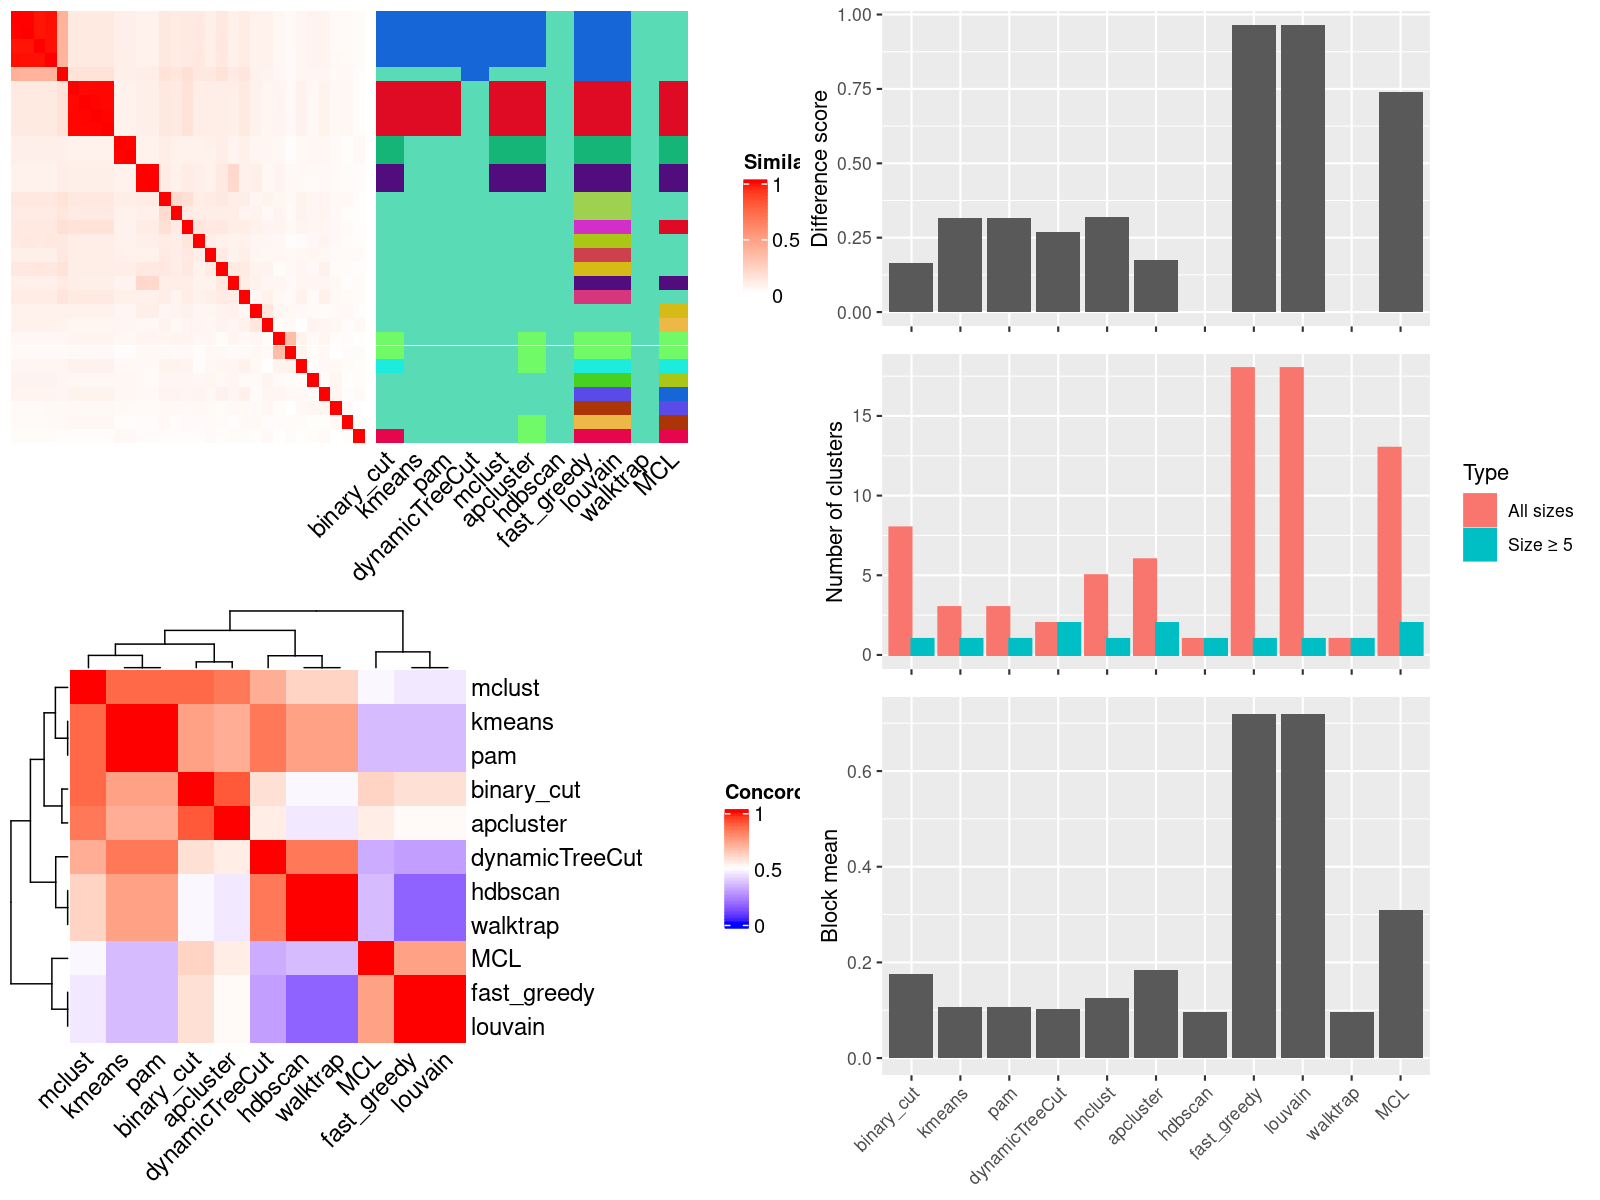 Simila
1
0.5
0
binary_cut
kmeans
pam
dynamicTreeCut
mclust
apcluster
hdbscan
fast_greedy
louvain
walktrap
MCL
mclust
kmeans
pam
binary_cut
apcluster
dynamicTreeCut
hdbscan
walktrap
MCL
fast_greedy
louvain
Concord
1
0.5
0
mclust
kmeans
pam
binary_cut
apcluster
dynamicTreeCut
hdbscan
walktrap
MCL
fast_greedy
louvain
Difference score
1.00
0.75
0.50
0.25
0.00
Number of clusters
15
10
5
0
Type
All sizes
Size ≥ 5
Block mean
0.6
0.4
0.2
0.0
binary_cut
kmeans
pam
dynamicTreeCut
mclust
apcluster
hdbscan
fast_greedy
louvain
walktrap
MCL